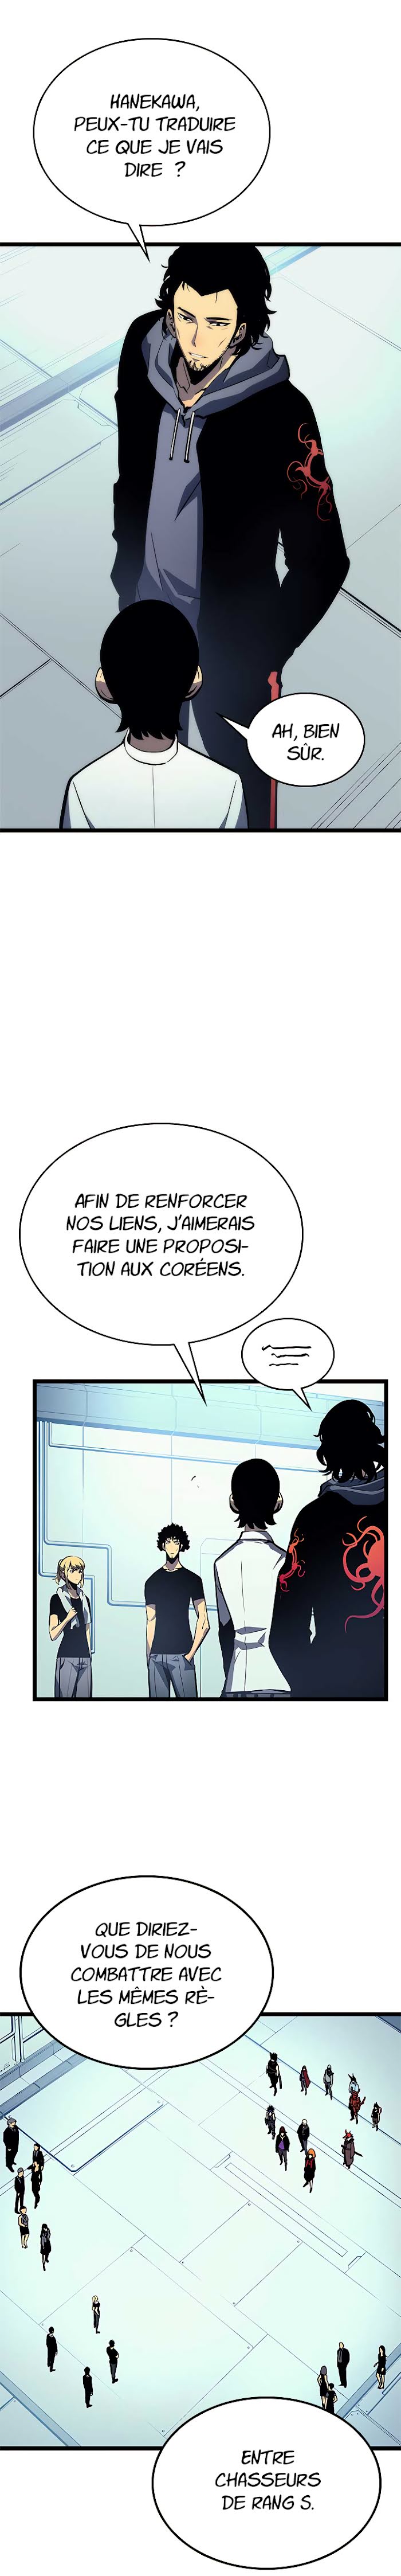 HANEKAWA,
PEUX-TU TRADUIRE
CE QUE JE VAIS
DIRE ?
AH, BIEN
SÛR.
AFIN DE RENFORCER
NOS LIENS, J'AIMERAIS
FAIRE UNE PROPOSI-
TION AUX CORÉENS.
QUE DIRIEZ-
VOUS DE NOUS
COMBATTRE AVEC
LES MÊMES RÈ-
GLES ?
ENTRE
CHASSEURS
DE RANG S.